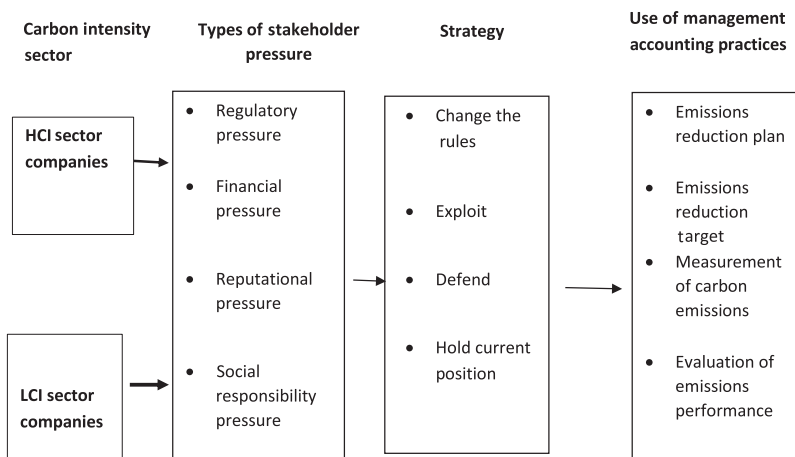 Carbon intensity
sector
Types of stakeholder
pressure
Strategy
Use of management
accounting practices
HCI sector
companies
LCI sector
companies
• Regulatory
pressure
• Financial
pressure
• Reputational
pressure
• Social
responsibility
pressure
• Change the
rules
• Exploit
• Defend
• Hold current
position
• Emissions
reduction plan
• Emissions
reduction
target
• Measurement
of carbon
emissions
• Evaluation of
emissions
performance